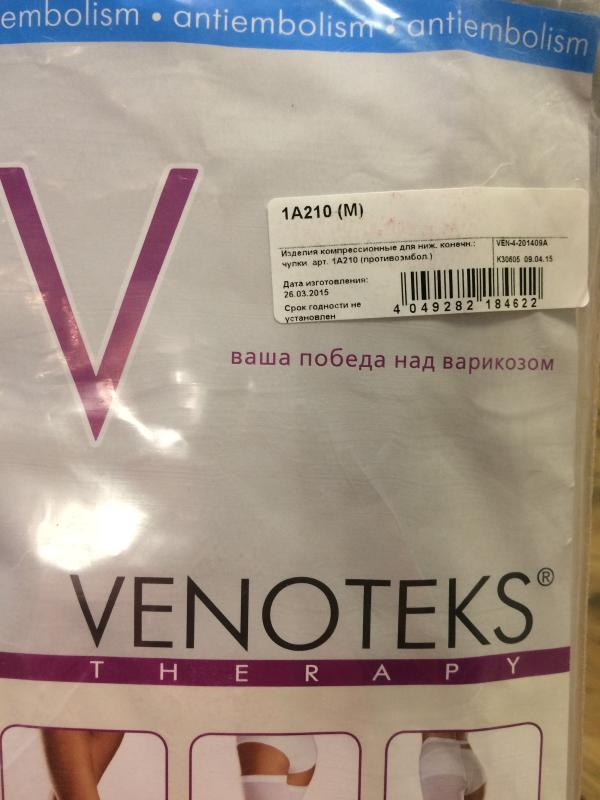 embolism • antiembolism • antiembolism
1A210 (M)
Изделия компрессионные для ниж. конечн.:
чулки арт. 1A210 (противоэмбол.)
VEN-4-201409A
K30605 09.04.15
Дата изготовления:
26.03.2015
Срок годности не
установлен
4 049282 184622
V
ваша победа над варикозом
VENOTEKS®
THERAPY